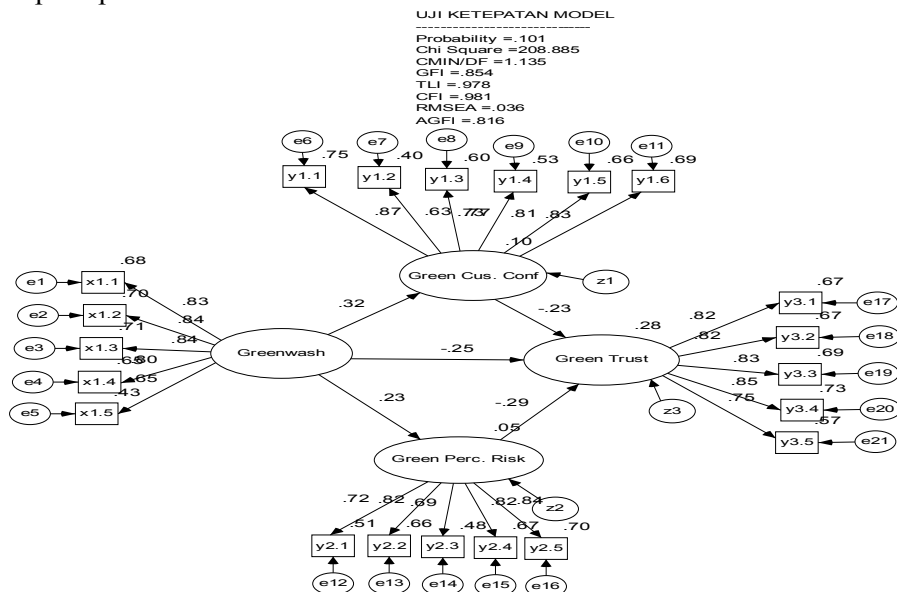 UJI KETEPATAN MODEL
-----------------------------
Probability =.101
Chi Square =208.885
CMIN/DF =1.135
GFI =.854
TLI =.978
CFI =.981
RMSEA =.036
AGFI =.816
e6 e7 e8 e9 e10 e11
.75 .40 .60 .53 .66 .69
y1.1 y1.2 y1.3 y1.4 y1.5 y1.6
.87 .63 .77 .73 .81 .83
.10
Green Cus. Conf
z1
.68
e1 x1.1
.83
.70
e2 x1.2
.84
.71
e3 x1.3
.84
.65
e4 x1.4
.80
.43
e5 x1.5
.65
.32
Greenwash
-.25
.23
-.23
.28
Green Trust
z3
-.29
.05
.67
.82
y3.1 e17
.67
.82
y3.2 e18
.69
.83
y3.3 e19
.73
.85
y3.4 e20
.57
.75
y3.5 e21
Green Perc. Risk
z2
.72 .82 .69 .82 .84
.51 .66 .48 .67 .70
y2.1 y2.2 y2.3 y2.4 y2.5
e12 e13 e14 e15 e16